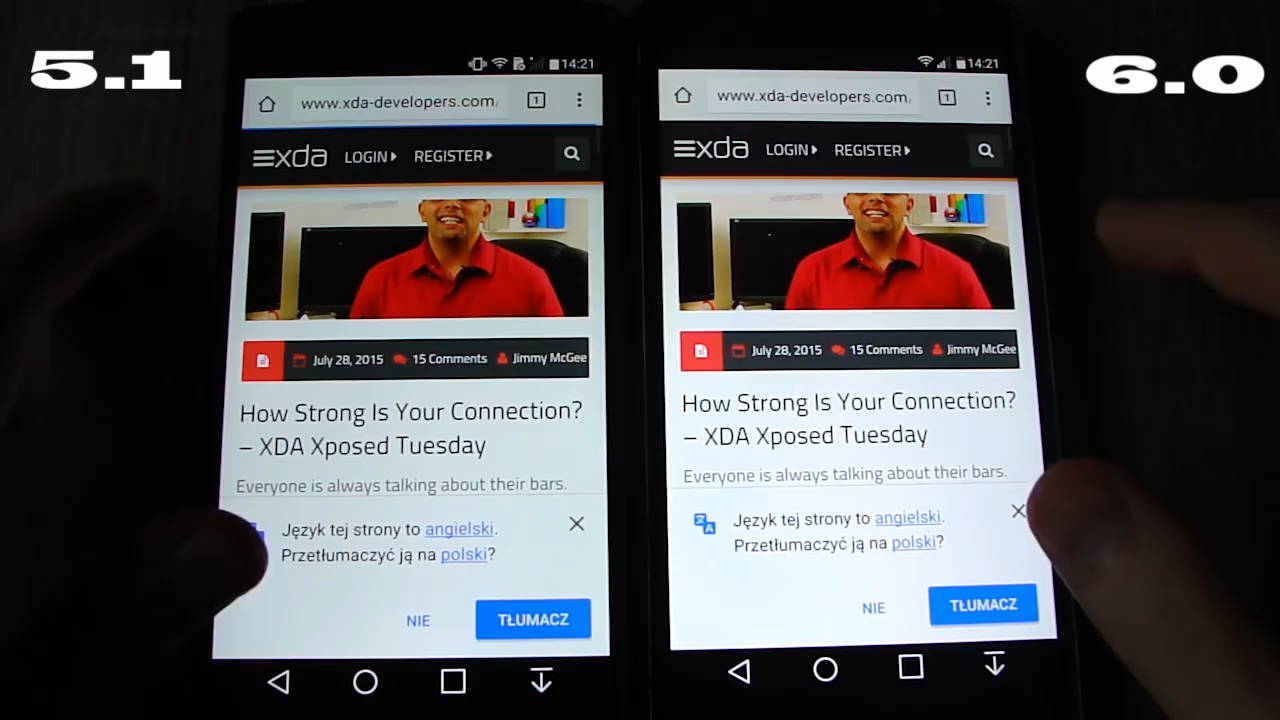 5.1
14:21
www.xda-developers.com/
1
xda LOGIN REGISTER
July 28, 2015 15 Comments Jimmy McGee
How Strong Is Your Connection?
– XDA Xposed Tuesday
Everyone is always talking about their bars.
Język tej strony to angielski.
Przetłumaczyć ją na polski?
NIE TŁUMACZ
6.0
14:21
www.xda-developers.com/
1
xda LOGIN REGISTER
July 28, 2015 15 Comments Jimmy McGee
How Strong Is Your Connection?
– XDA Xposed Tuesday
Everyone is always talking about their bars.
Język tej strony to angielski.
Przetłumaczyć ją na polski?
NIE TŁUMACZ